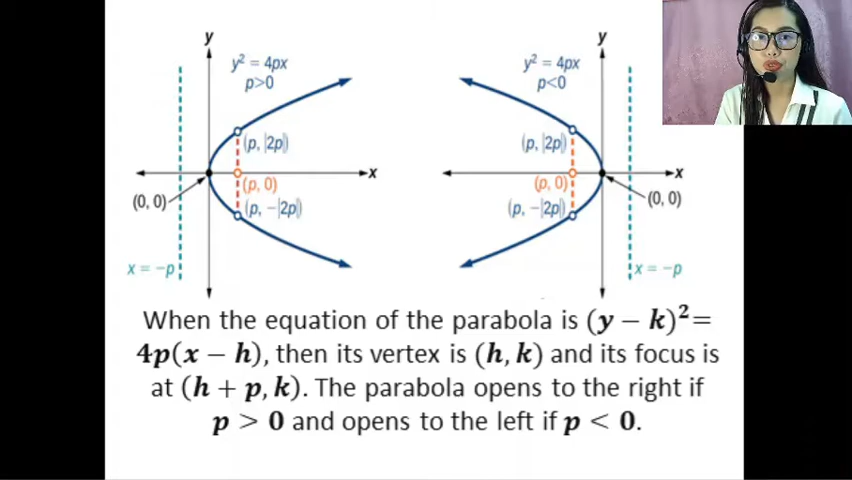 y
y² = 4px
p>0
(p, |2p|)
x
(p, 0)
(0, 0)
(p, −|2p|)
x = −p
y
y² = 4px
p<0
(p, |2p|)
x
(p, 0)
(0, 0)
(p, −|2p|)
x = −p
When the equation of the parabola is (y − k)²=
4p(x − h), then its vertex is (h, k) and its focus is
at (h + p, k). The parabola opens to the right if
p > 0 and opens to the left if p < 0.